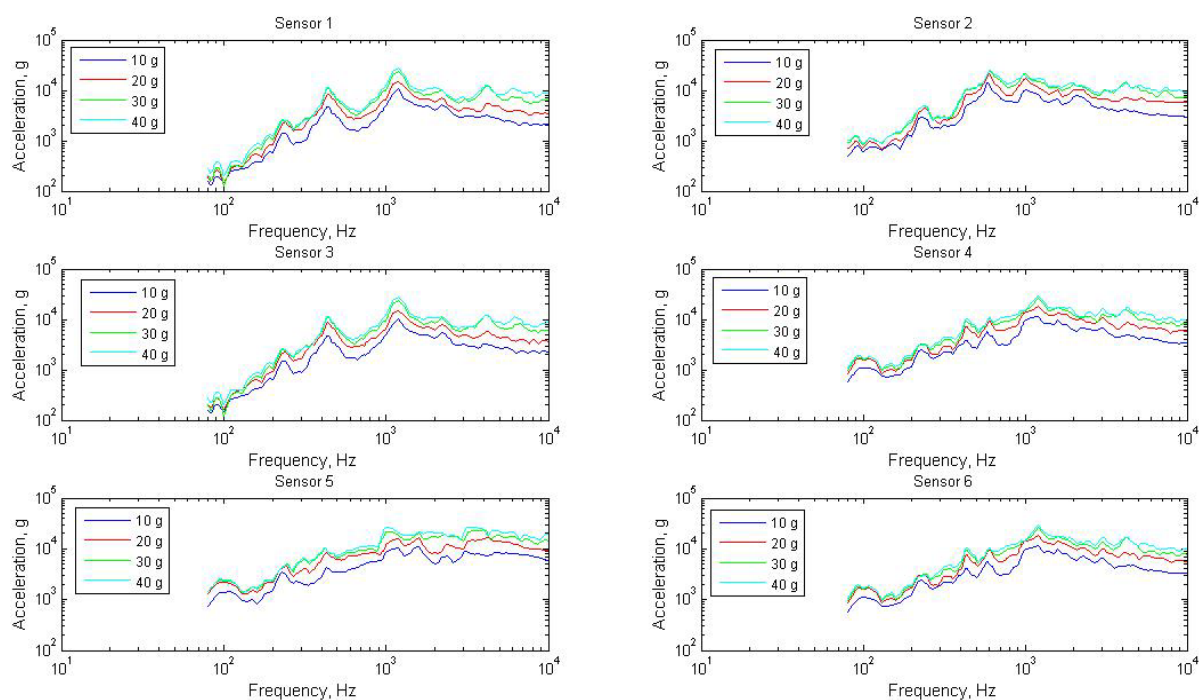 Sensor 1
10^5
10^4
10^3
10^2
10^1
10^2
10^3
10^4
Acceleration, g
Frequency, Hz
10 g
20 g
30 g
40 g
Sensor 2
10^5
10^4
10^3
10^2
10^1
10^2
10^3
10^4
Acceleration, g
Frequency, Hz
10 g
20 g
30 g
40 g
Sensor 3
10^5
10^4
10^3
10^2
10^1
10^2
10^3
10^4
Acceleration, g
Frequency, Hz
10 g
20 g
30 g
40 g
Sensor 4
10^5
10^4
10^3
10^2
10^1
10^2
10^3
10^4
Acceleration, g
Frequency, Hz
10 g
20 g
30 g
40 g
Sensor 5
10^5
10^4
10^3
10^2
10^1
10^2
10^3
10^4
Acceleration, g
Frequency, Hz
10 g
20 g
30 g
40 g
Sensor 6
10^5
10^4
10^3
10^2
10^1
10^2
10^3
10^4
Acceleration, g
Frequency, Hz
10 g
20 g
30 g
40 g